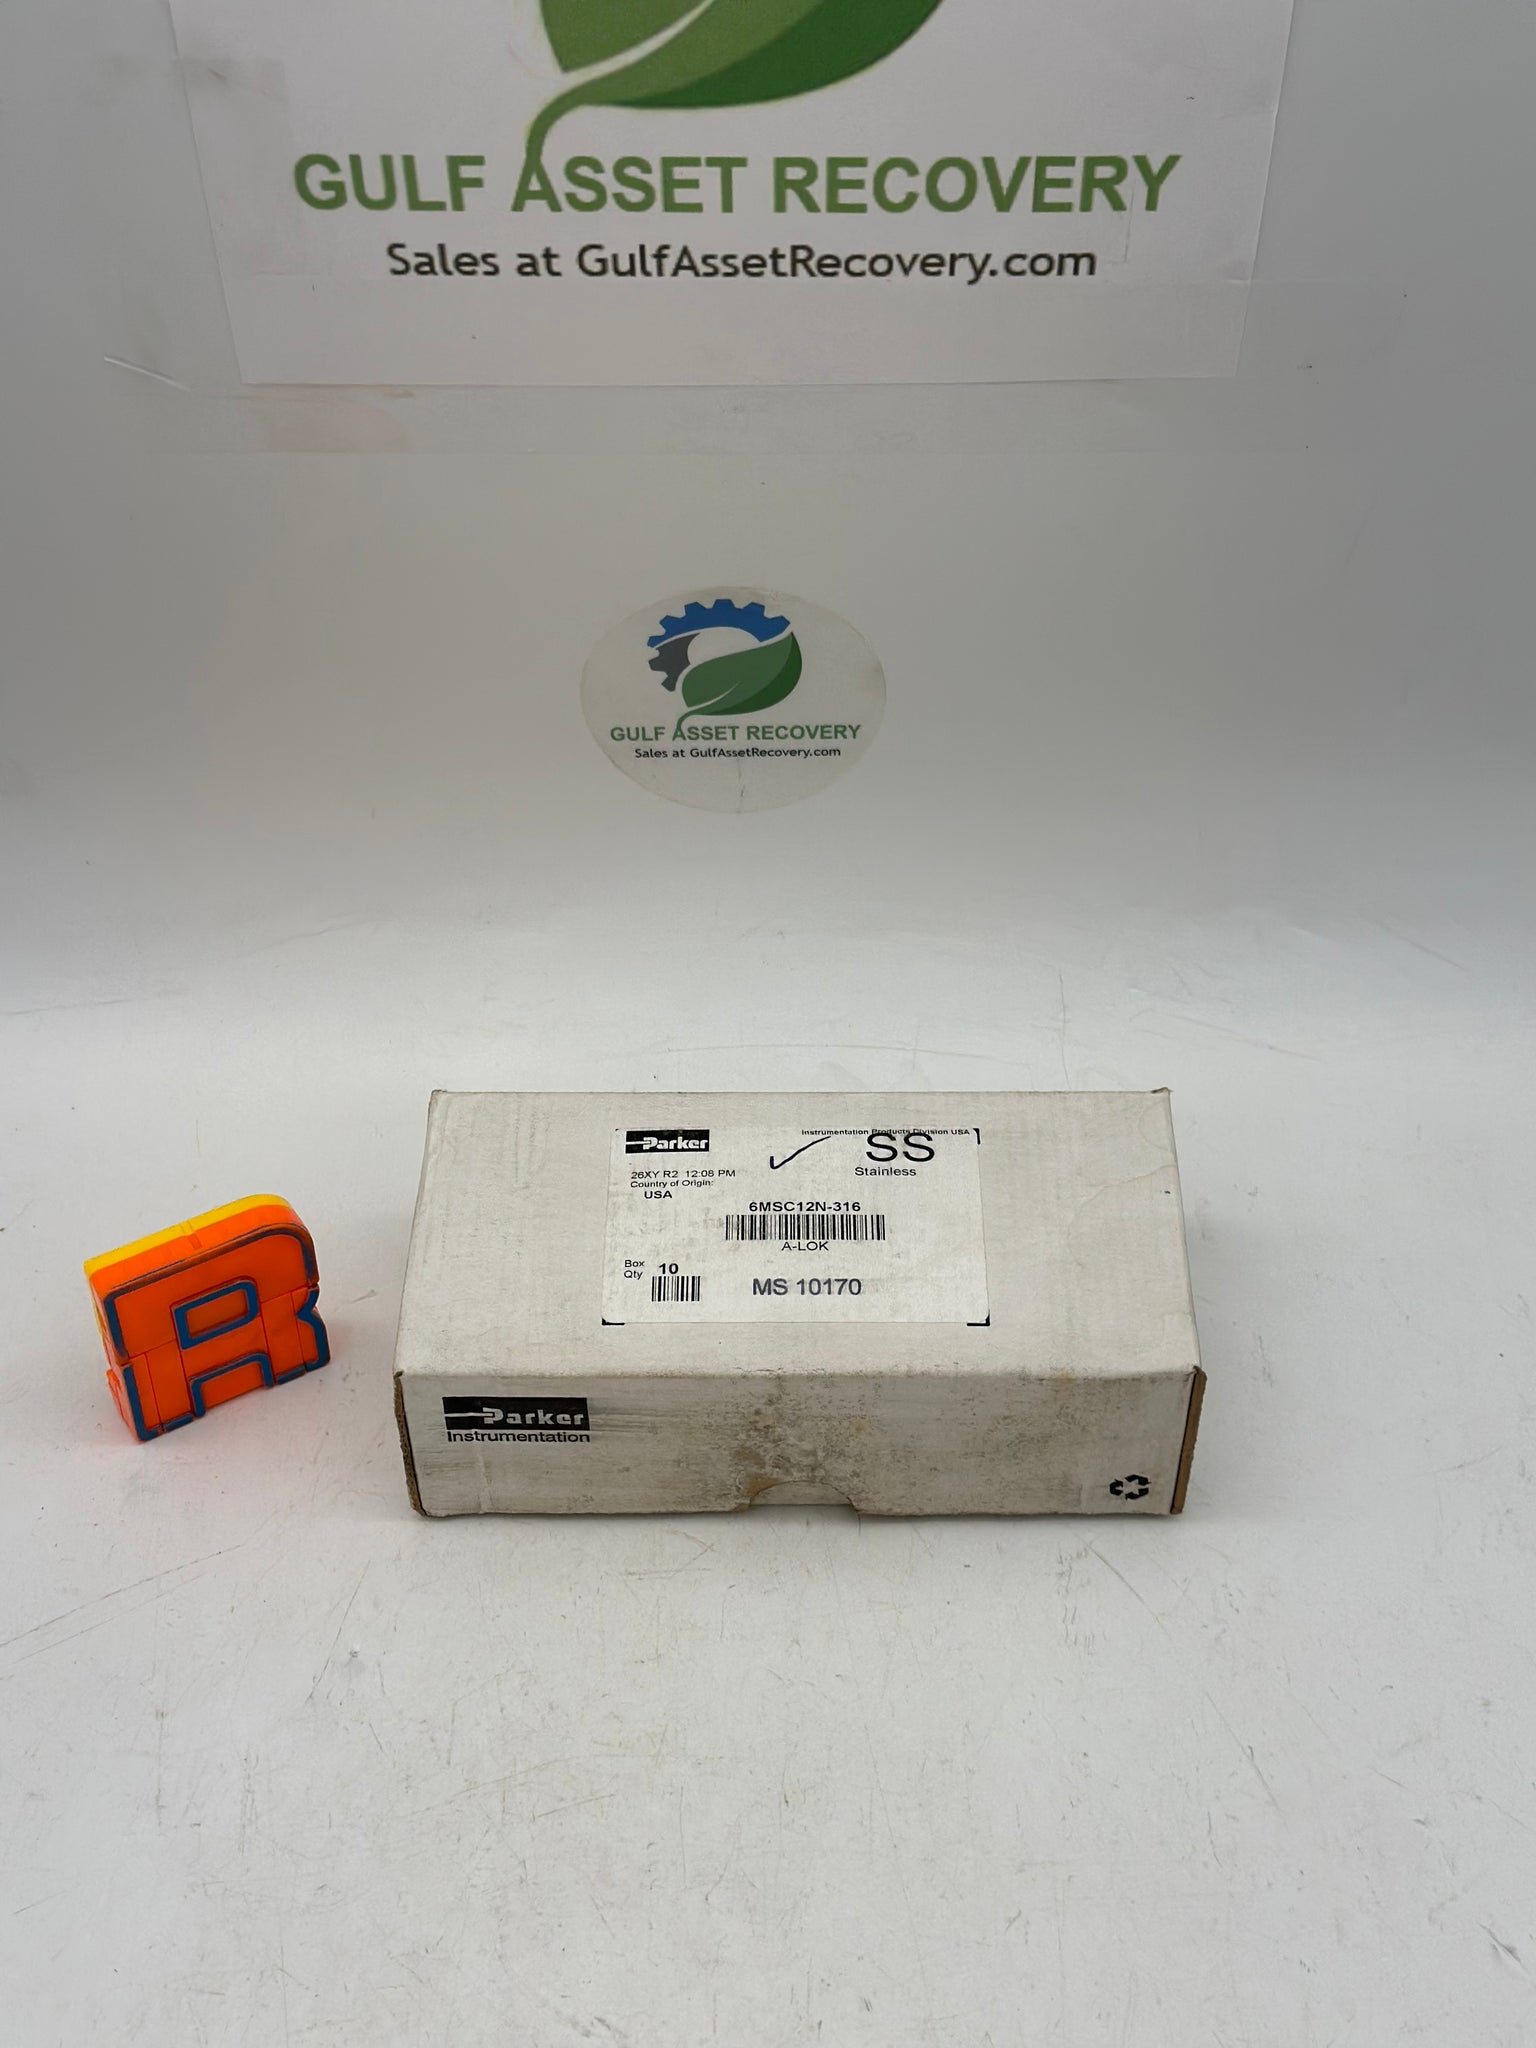 GULF ASSET RECOVERY
Sales at GulfAssetRecovery.com
GULF ASSET RECOVERY
Sales at GulfAssetRecovery.com
Parker
Instrumentation Products Division USA
SS
Stainless
26XY R2 12:08 PM
Country of Origin:
USA
6MSC12N-316
A-LOK
Box
Qty
10
MS 10170
Parker
Instrumentation
R